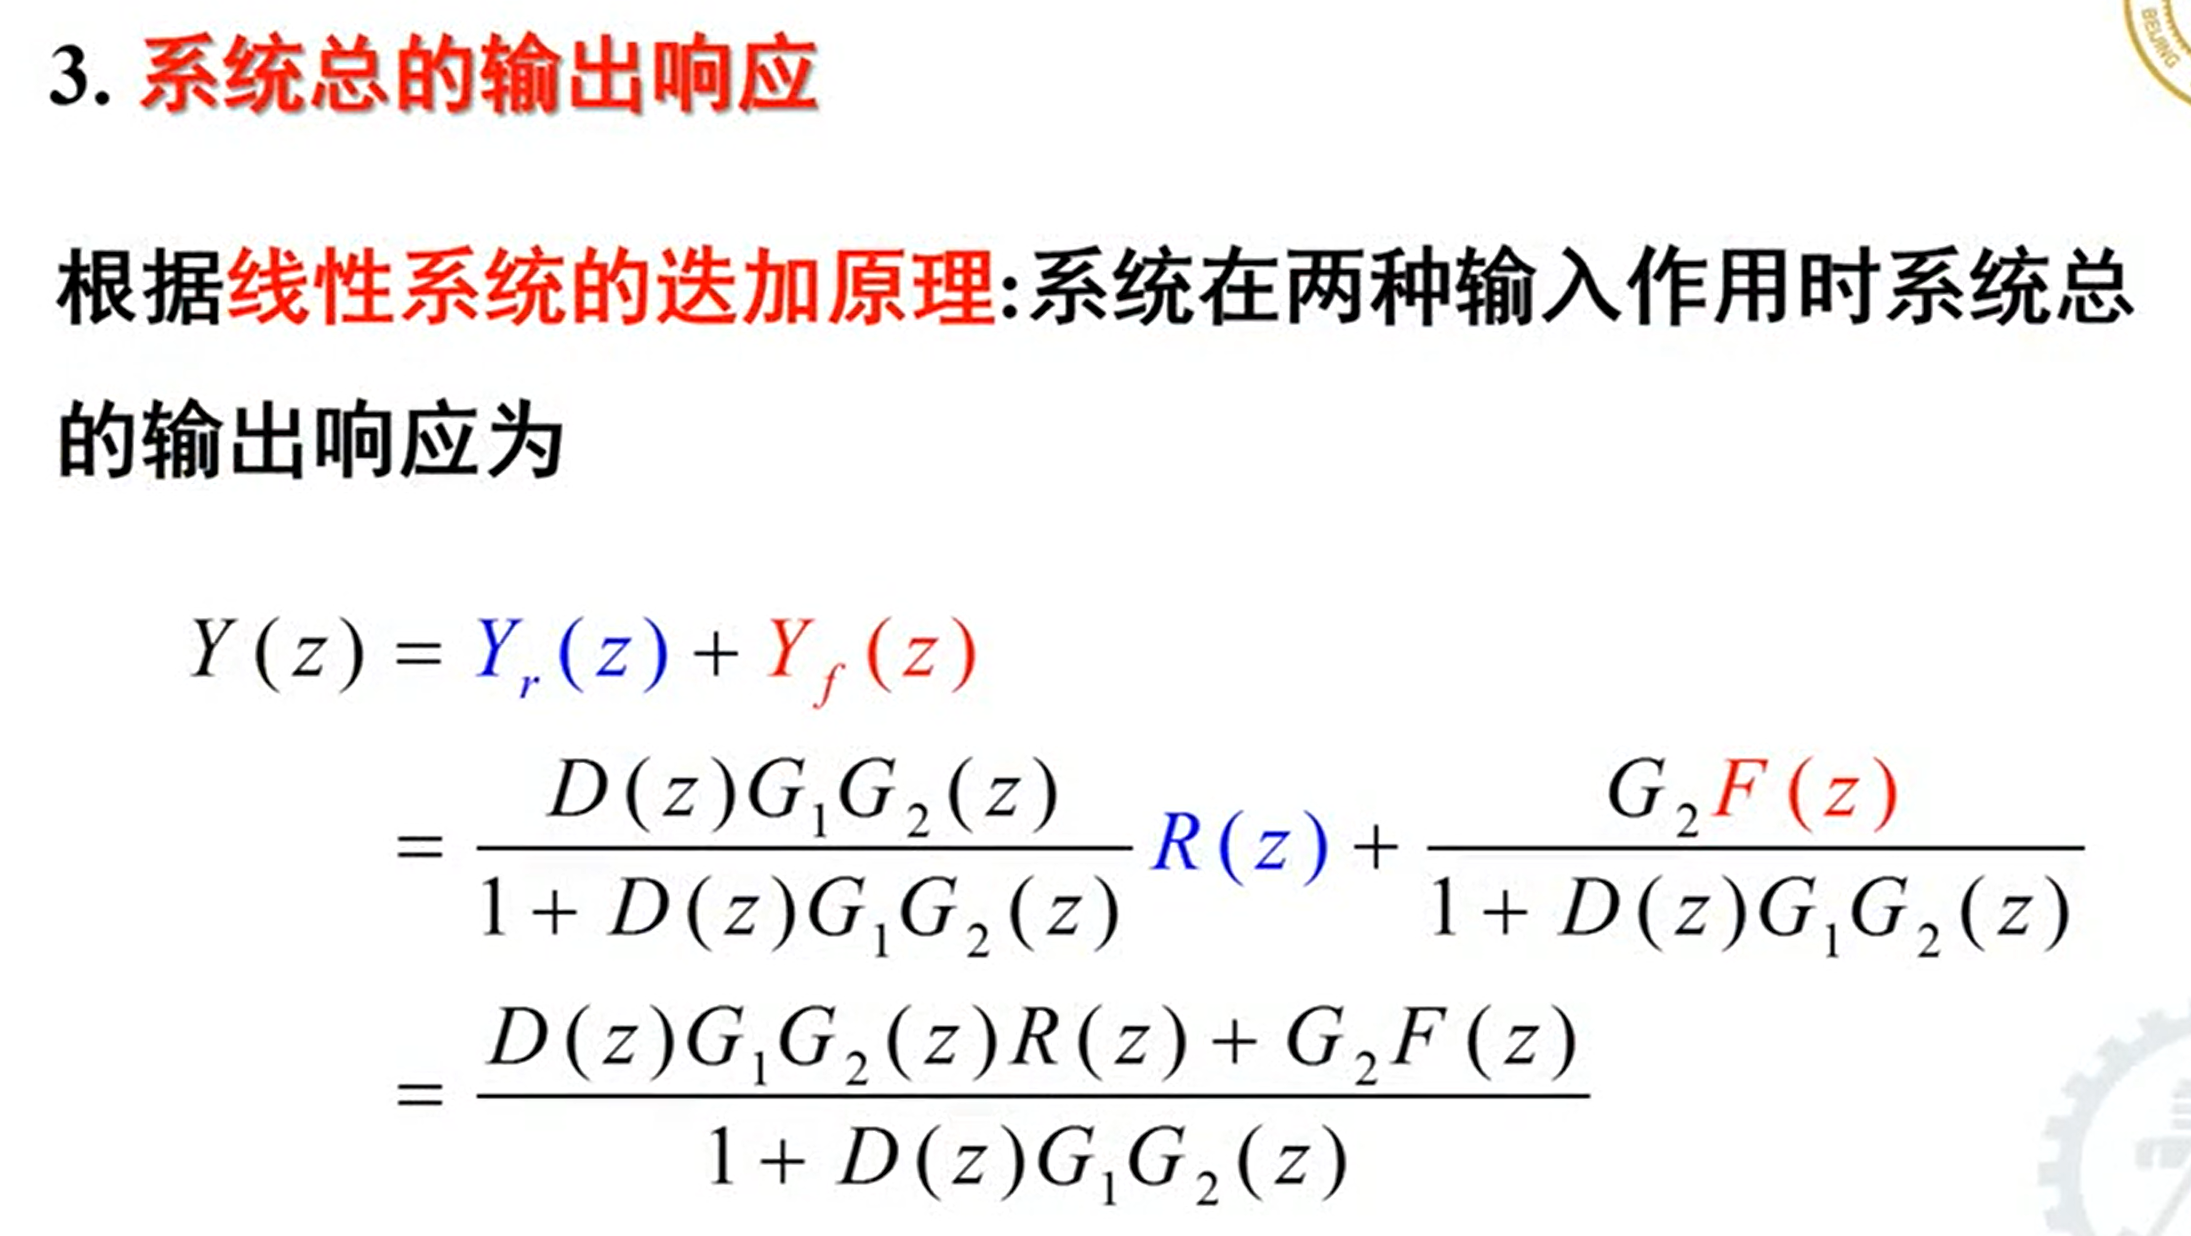 BEIJING
3. 系统总的输出响应
根据线性系统的迭加原理:系统在两种输入作用时系统总
的输出响应为
Y(z) = Y_r(z) + Y_f(z)
= \frac{D(z)G_1G_2(z)}{1 + D(z)G_1G_2(z)} R(z) + \frac{G_2F(z)}{1 + D(z)G_1G_2(z)}
= \frac{D(z)G_1G_2(z)R(z) + G_2F(z)}{1 + D(z)G_1G_2(z)}